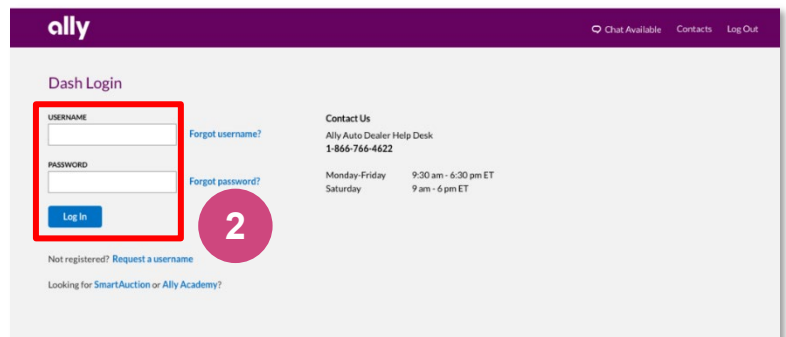 ally
Chat Available Contacts Log Out
Dash Login
USERNAME
Forgot username?
PASSWORD
Forgot password?
Log In
2
Not registered? Request a username
Looking for SmartAuction or Ally Academy?
Contact Us
Ally Auto Dealer Help Desk
1-866-766-4622
Monday-Friday 9:30 am - 6:30 pm ET
Saturday 9 am - 6 pm ET